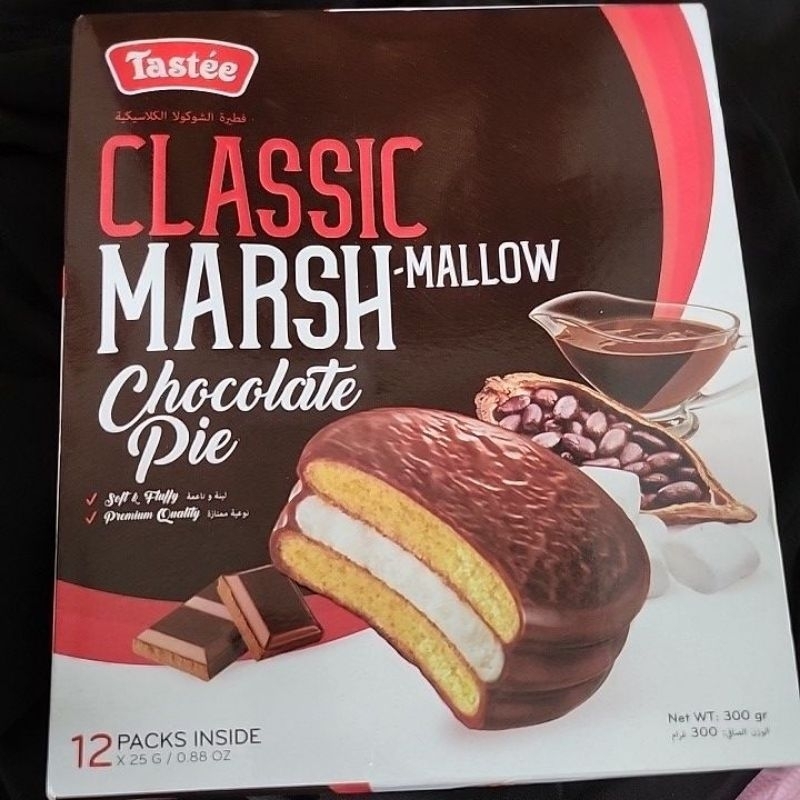 Tastée
فطيرة الشوكولا الكلاسيكية
CLASSIC
MARSH-MALLOW
Chocolate
Pie
✓ Soft & Fluffy لينة و ناعمة
✓ Premium Quality نوعية ممتازة
12 PACKS INSIDE
X 25 G / 0.88 OZ
Net WT: 300 gr
الوزن الصافي: 300 غرام